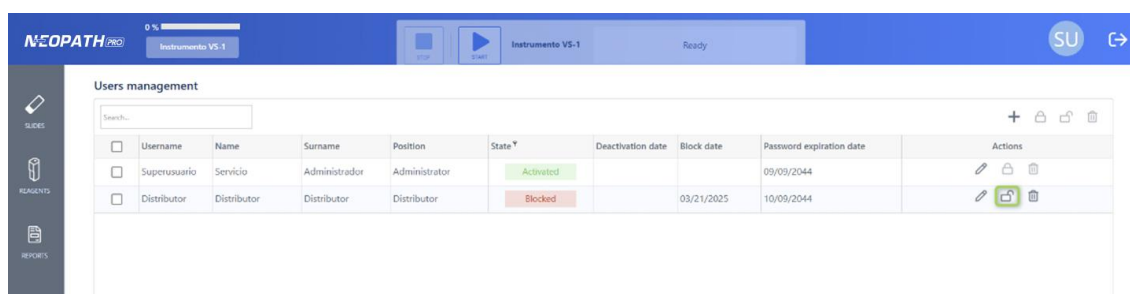 NEOPATH PRO
0 %
Instrumento VS-1
STOP
START
Instrumento VS-1
Ready
SU
SLIDES
REAGENTS
REPORTS
Users management
Search...
Username Name Surname Position State Deactivation date Block date Password expiration date Actions
Superusuario Servicio Administrador Administrator Activated 09/09/2044
Distributor Distributor Distributor Distributor Blocked 03/21/2025 10/09/2044